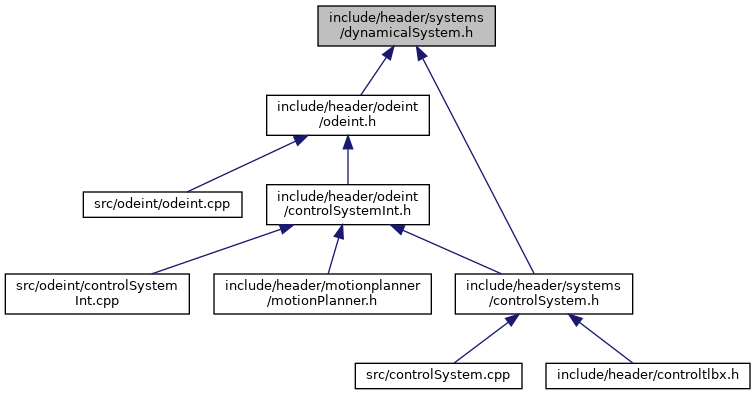 include/header/systems
/dynamicalSystem.h
include/header/odeint
/odeint.h
src/odeint/odeint.cpp
include/header/odeint
/controlSystemInt.h
src/odeint/controlSystem
Int.cpp
include/header/motionplanner
/motionPlanner.h
include/header/systems
/controlSystem.h
src/controlSystem.cpp
include/header/controltlbx.h